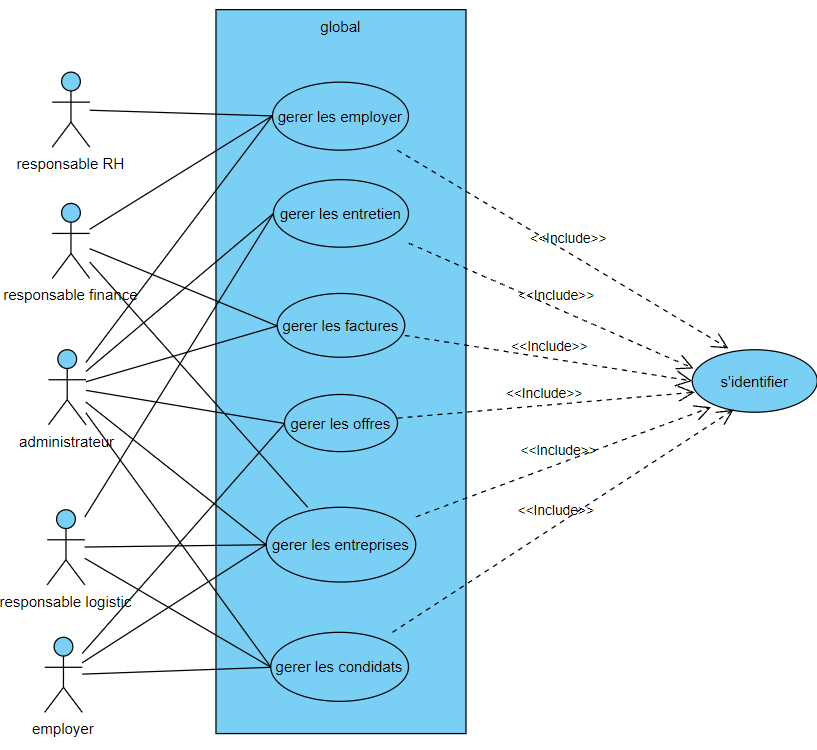 global
gerer les employer
responsable RH
gerer les entretien
<<Include>>
responsable finance
<<Include>>
gerer les factures
<<Include>>
s'identifier
<<Include>>
gerer les offres
administrateur
<<Include>>
<<Include>>
gerer les entreprises
responsable logistic
gerer les condidats
employer